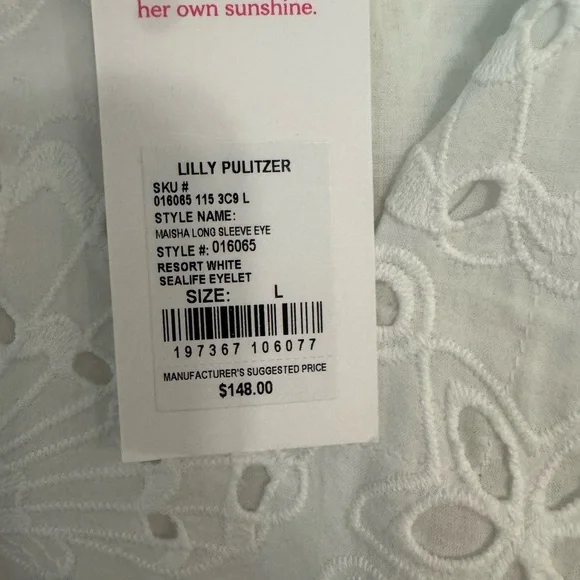 her own sunshine.
LILLY PULITZER
SKU #
016065 115 3C9 L
STYLE NAME:
MAISHA LONG SLEEVE EYE
STYLE #: 016065
RESORT WHITE
SEALIFE EYELET
SIZE: L
197367 106077
MANUFACTURER'S SUGGESTED PRICE
$148.00